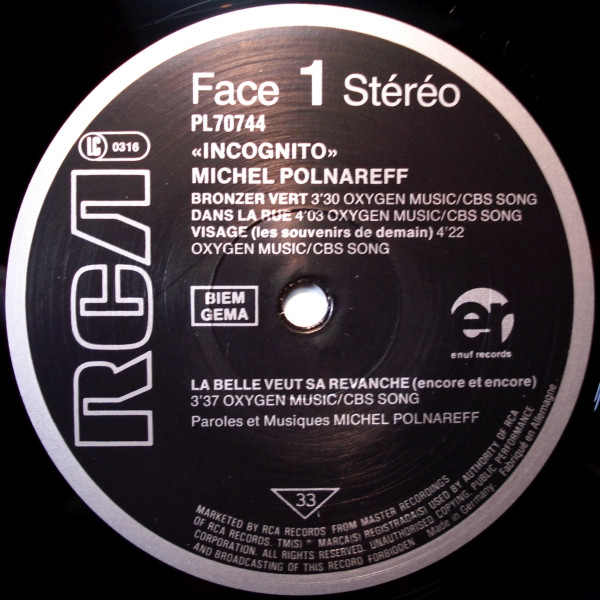 Face 1 Stéréo
PL70744
LC 0316
«INCOGNITO»
MICHEL POLNAREFF
BRONZER VERT 3'30 OXYGEN MUSIC/CBS SONG
DANS LA RUE 4'03 OXYGEN MUSIC/CBS SONG
VISAGE (les souvenirs de demain) 4'22
OXYGEN MUSIC/CBS SONG
RCA
BIEM
GEMA
er
enuf records
LA BELLE VEUT SA REVANCHE (encore et encore)
3'37 OXYGEN MUSIC/CBS SONG
Paroles et Musiques MICHEL POLNAREFF
33
MARKETED BY RCA RECORDS FROM MASTER RECORDINGS
OF RCA RECORDS. TM(S) * MARCA(S) REGISTRADA(S) USED BY AUTHORITY OF RCA
CORPORATION. ALL RIGHTS RESERVED. UNAUTHORISED COPYING, PUBLIC PERFORMANCE
AND BROADCASTING OF THIS RECORD FORBIDDEN
Made in Germany. Fabriqué en Allemagne